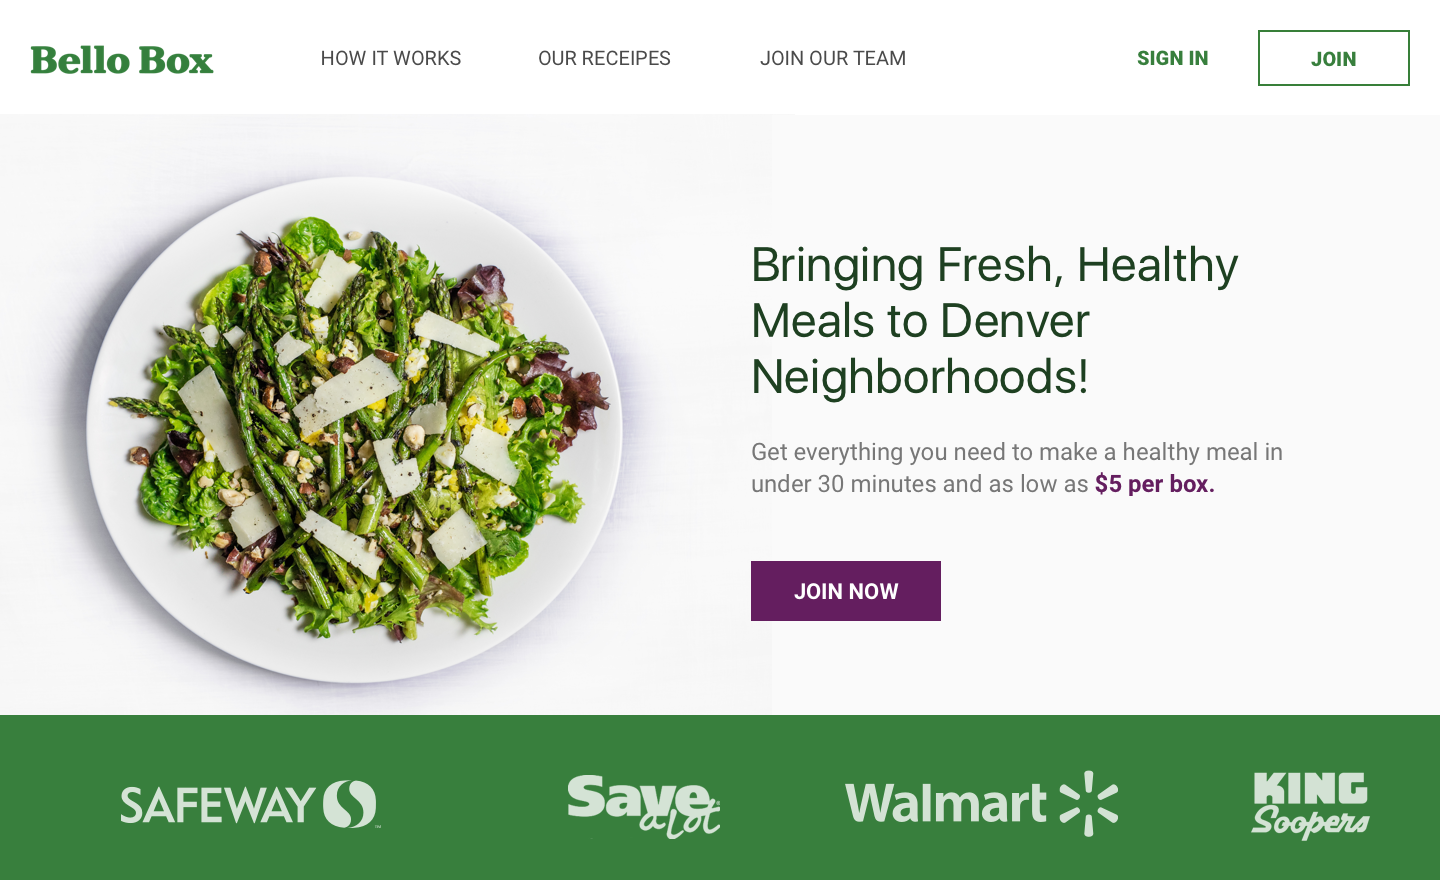 Bello Box
HOW IT WORKS
OUR RECEIPES
JOIN OUR TEAM
SIGN IN
JOIN
Bringing Fresh, Healthy
Meals to Denver
Neighborhoods!
Get everything you need to make a healthy meal in
under 30 minutes and as low as $5 per box.
JOIN NOW
SAFEWAY ™
Save
a Lot
Walmart
KING
Soopers